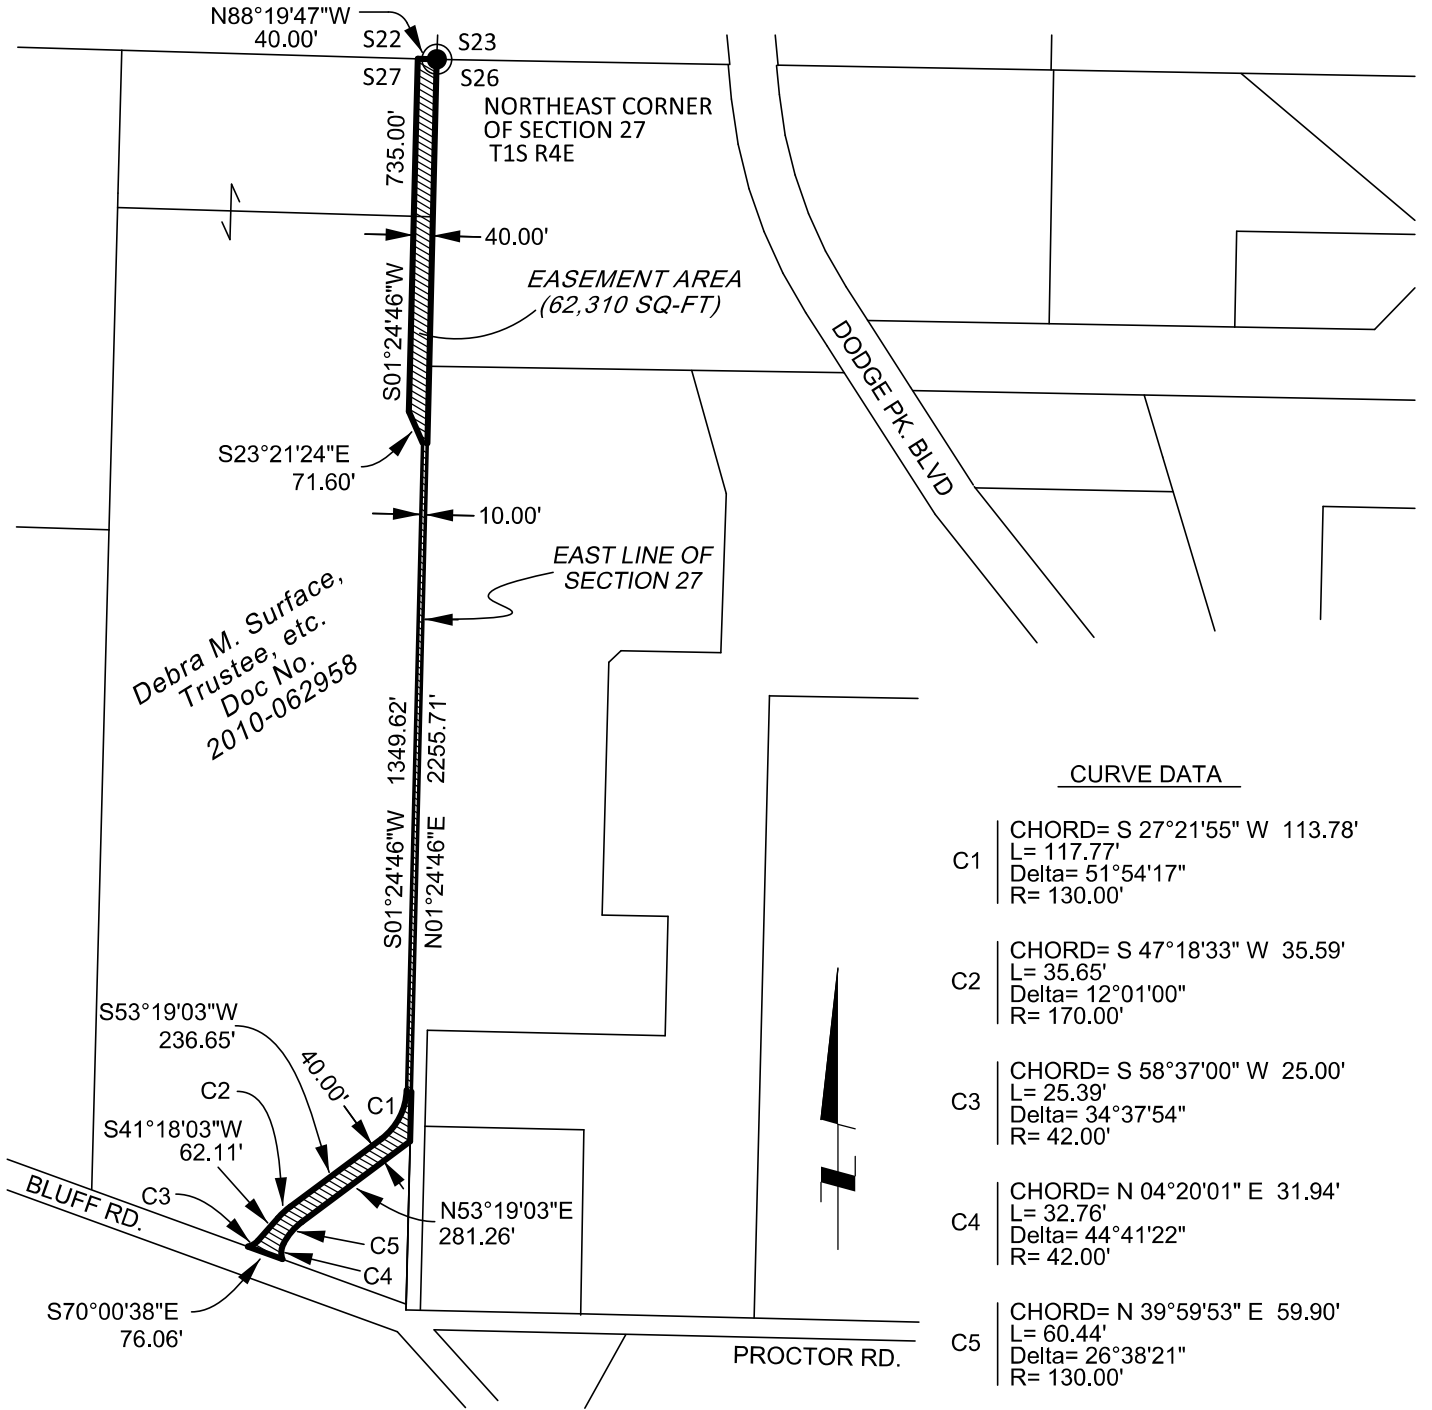 N88°19'47"W
40.00'
S22
S23
S27
S26
NORTHEAST CORNER
OF SECTION 27
T1S R4E
735.00'
S01°24'46"W
40.00'
EASEMENT AREA
(62,310 SQ-FT)
DODGE PK. BLVD
S23°21'24"E
71.60'
10.00'
EAST LINE OF
SECTION 27
Debra M. Surface,
Trustee, etc.
Doc No.
2010-062958
S01°24'46"W 1349.62'
N01°24'46"E 2255.71'
S53°19'03"W
236.65'
40.00'
C1
C2
S41°18'03"W
62.11'
C3
BLUFF RD.
N53°19'03"E
281.26'
C5
C4
S70°00'38"E
76.06'
PROCTOR RD.
CURVE DATA
C1
CHORD= S 27°21'55" W 113.78'
L= 117.77'
Delta= 51°54'17"
R= 130.00'
C2
CHORD= S 47°18'33" W 35.59'
L= 35.65'
Delta= 12°01'00"
R= 170.00'
C3
CHORD= S 58°37'00" W 25.00'
L= 25.39'
Delta= 34°37'54"
R= 42.00'
C4
CHORD= N 04°20'01" E 31.94'
L= 32.76'
Delta= 44°41'22"
R= 42.00'
C5
CHORD= N 39°59'53" E 59.90'
L= 60.44'
Delta= 26°38'21"
R= 130.00'